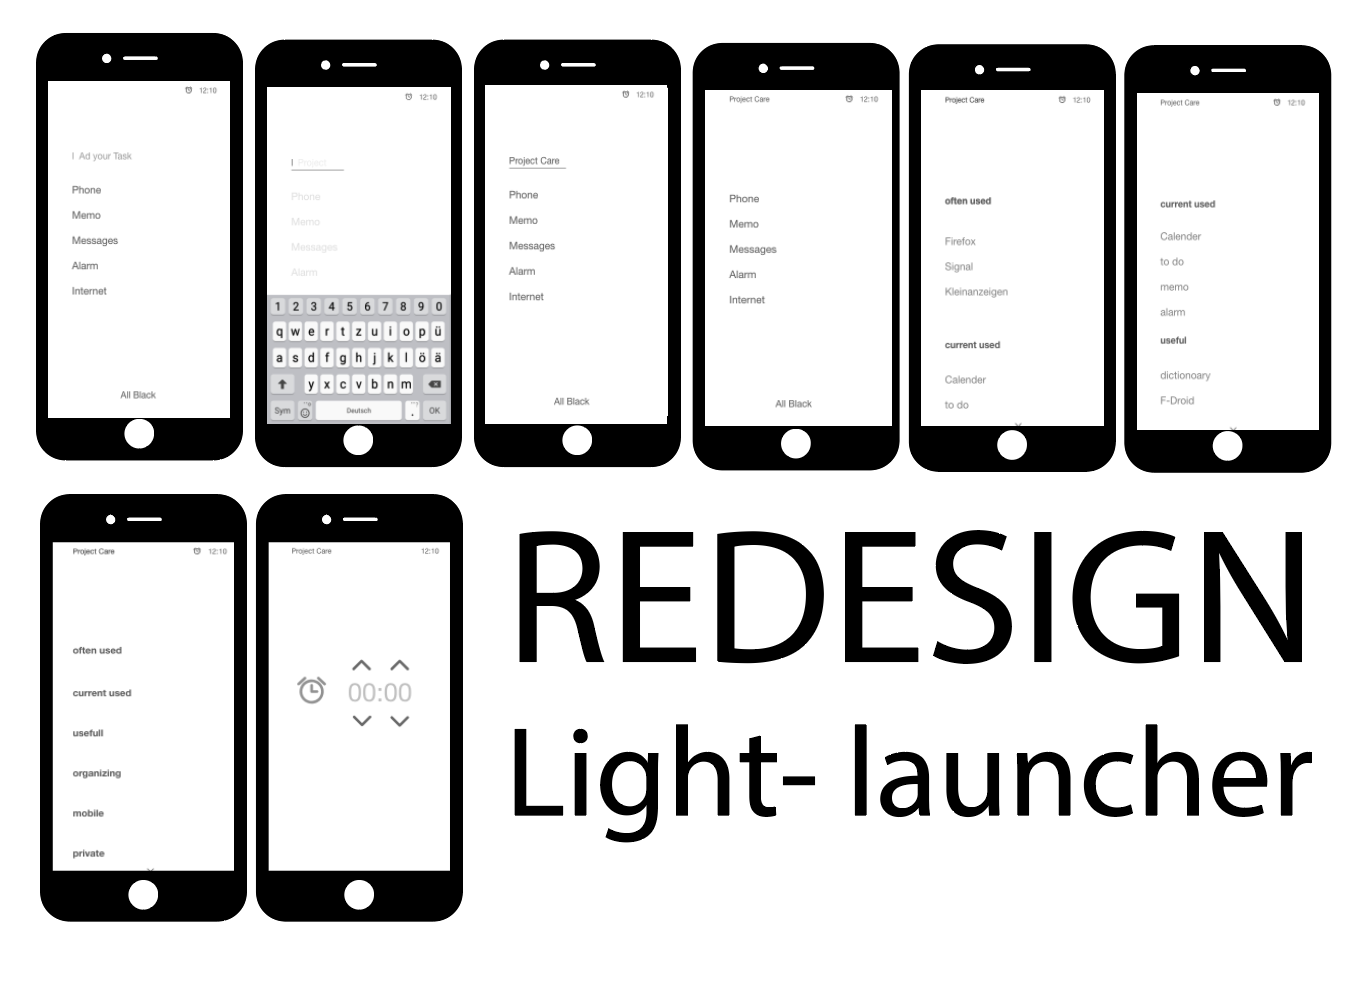 12:10
I Ad your Task
Phone
Memo
Messages
Alarm
Internet
All Black
12:10
I Project
Phone
Memo
Messages
Alarm
1 2 3 4 5 6 7 8 9 0
q w e r t z u i o p ü
a s d f g h j k l ö ä
y x c v b n m
Sym Deutsch . OK
12:10
Project Care
Phone
Memo
Messages
Alarm
Internet
All Black
Project Care 12:10
Phone
Memo
Messages
Alarm
Internet
All Black
Project Care 12:10
often used
Firefox
Signal
Kleinanzeigen
current used
Calender
to do
Project Care 12:10
current used
Calender
to do
memo
alarm
useful
dictionoary
F-Droid
Project Care 12:10
often used
current used
usefull
organizing
mobile
private
Project Care 12:10
00:00
REDESIGN
Light- launcher